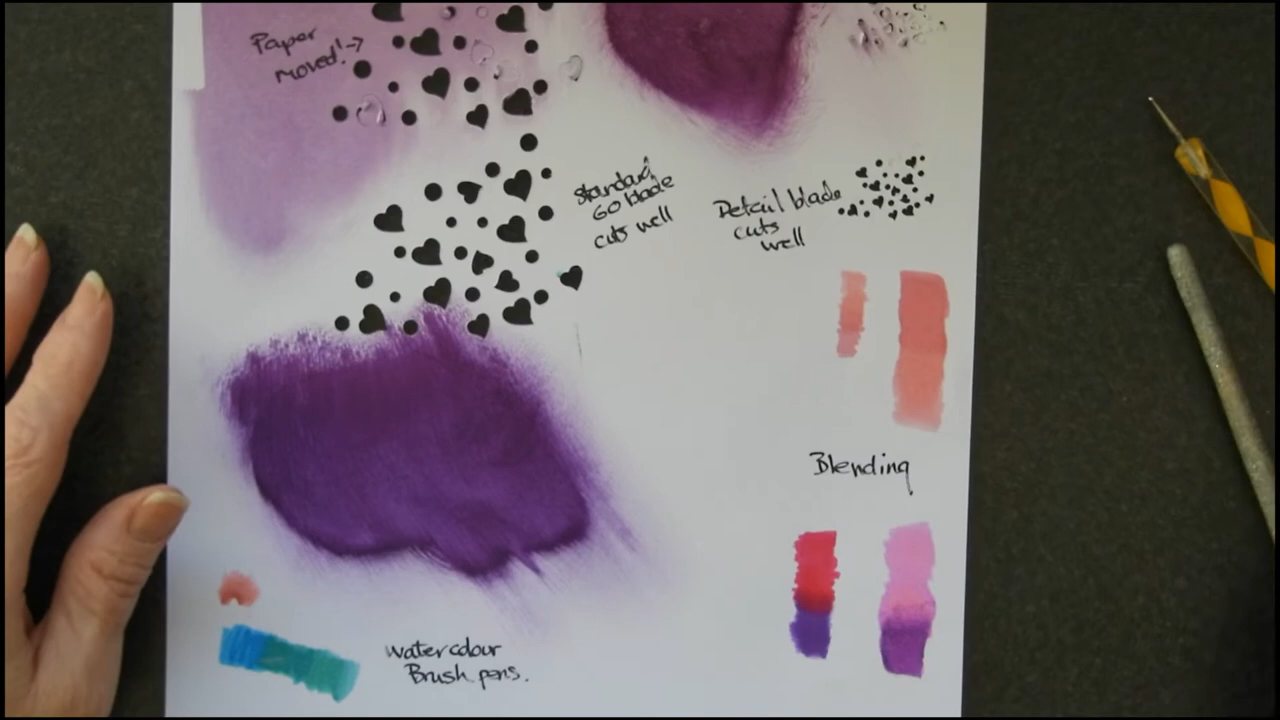 Paper
moved!→
Standard
60 blade
cuts well
Detail blade
cuts
well
Blending
Watercolour
Brush pens.